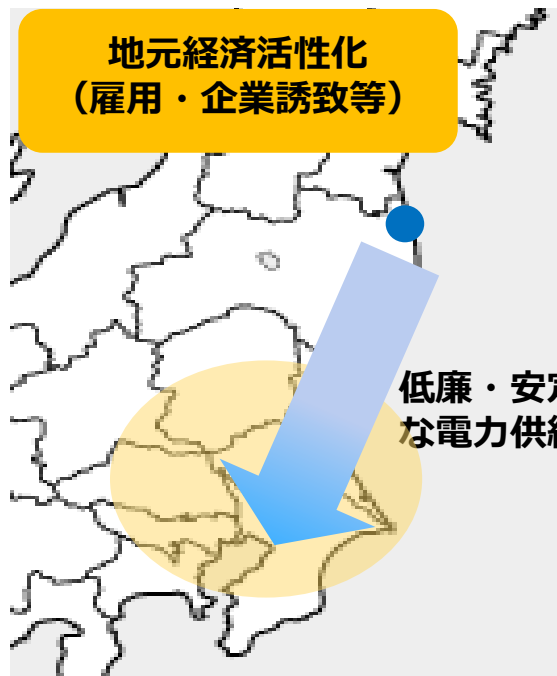 地元経済活性化
（雇用・企業誘致等）
低廉・安
な電力供